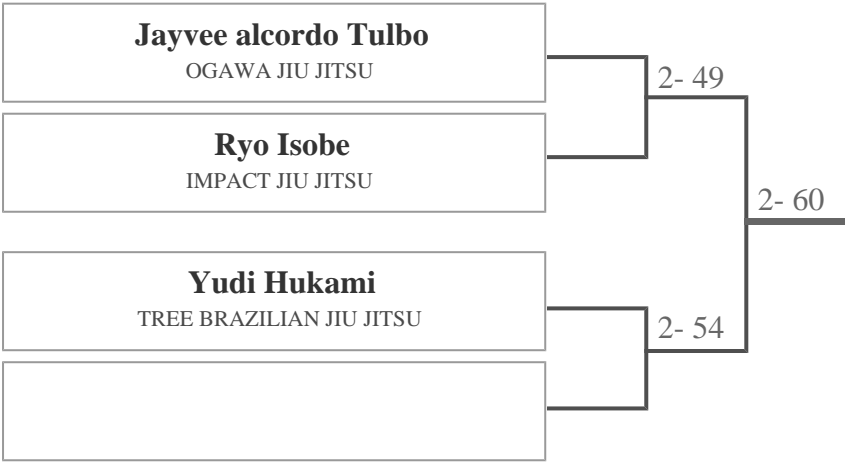 Jayvee alcordo Tulbo
OGAWA JIU JITSU
2- 49
Ryo Isobe
IMPACT JIU JITSU
2- 60
Yudi Hukami
TREE BRAZILIAN JIU JITSU
2- 54